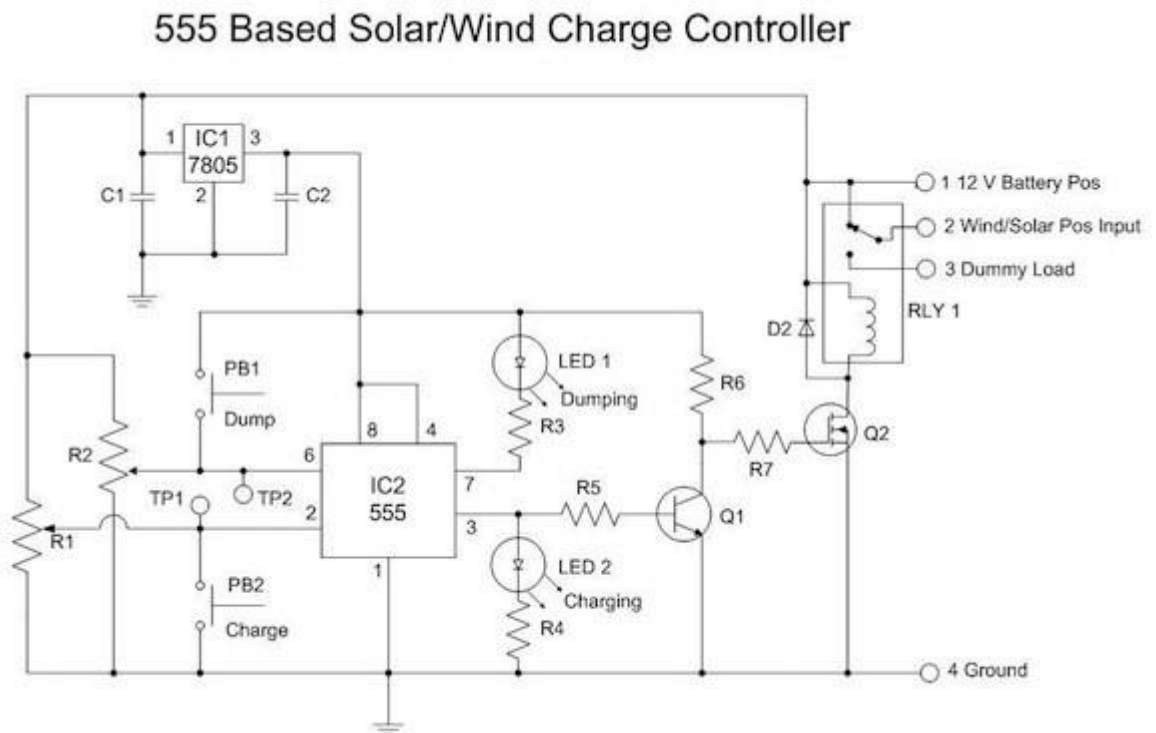 555 Based Solar/Wind Charge Controller
1
IC1
7805
3
2
C1
C2
1 12 V Battery Pos
2 Wind/Solar Pos Input
3 Dummy Load
RLY 1
D2
PB1
Dump
LED 1
Dumping
R3
R6
8
4
R2
6
7
R7
Q2
TP1
TP2
IC2
555
R5
R1
2
3
Q1
1
LED 2
Charging
PB2
Charge
R4
4 Ground